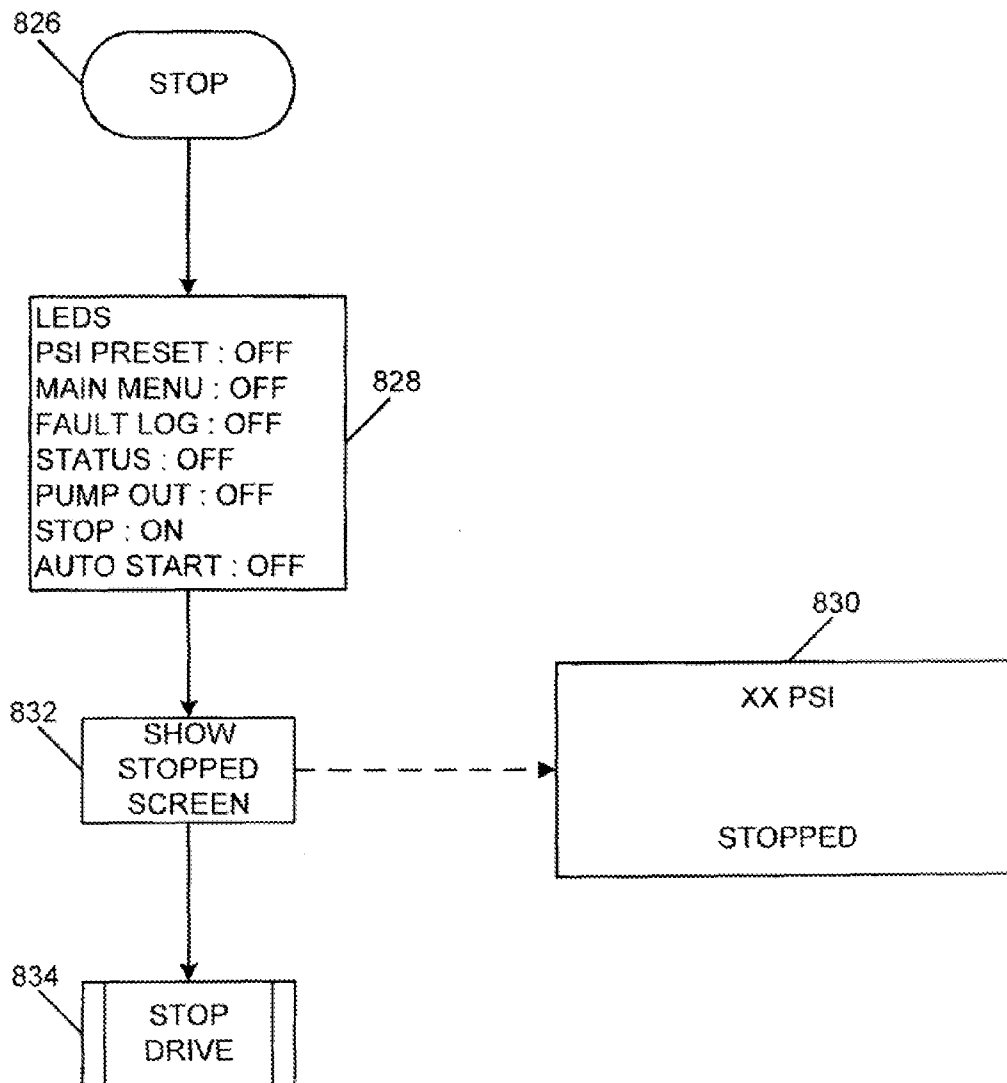 826
STOP
LEDS
PSI PRESET : OFF
MAIN MENU : OFF
FAULT LOG : OFF
STATUS : OFF
PUMP OUT : OFF
STOP : ON
AUTO START : OFF
828
830
XX PSI
STOPPED
832
SHOW
STOPPED
SCREEN
834
STOP
DRIVE